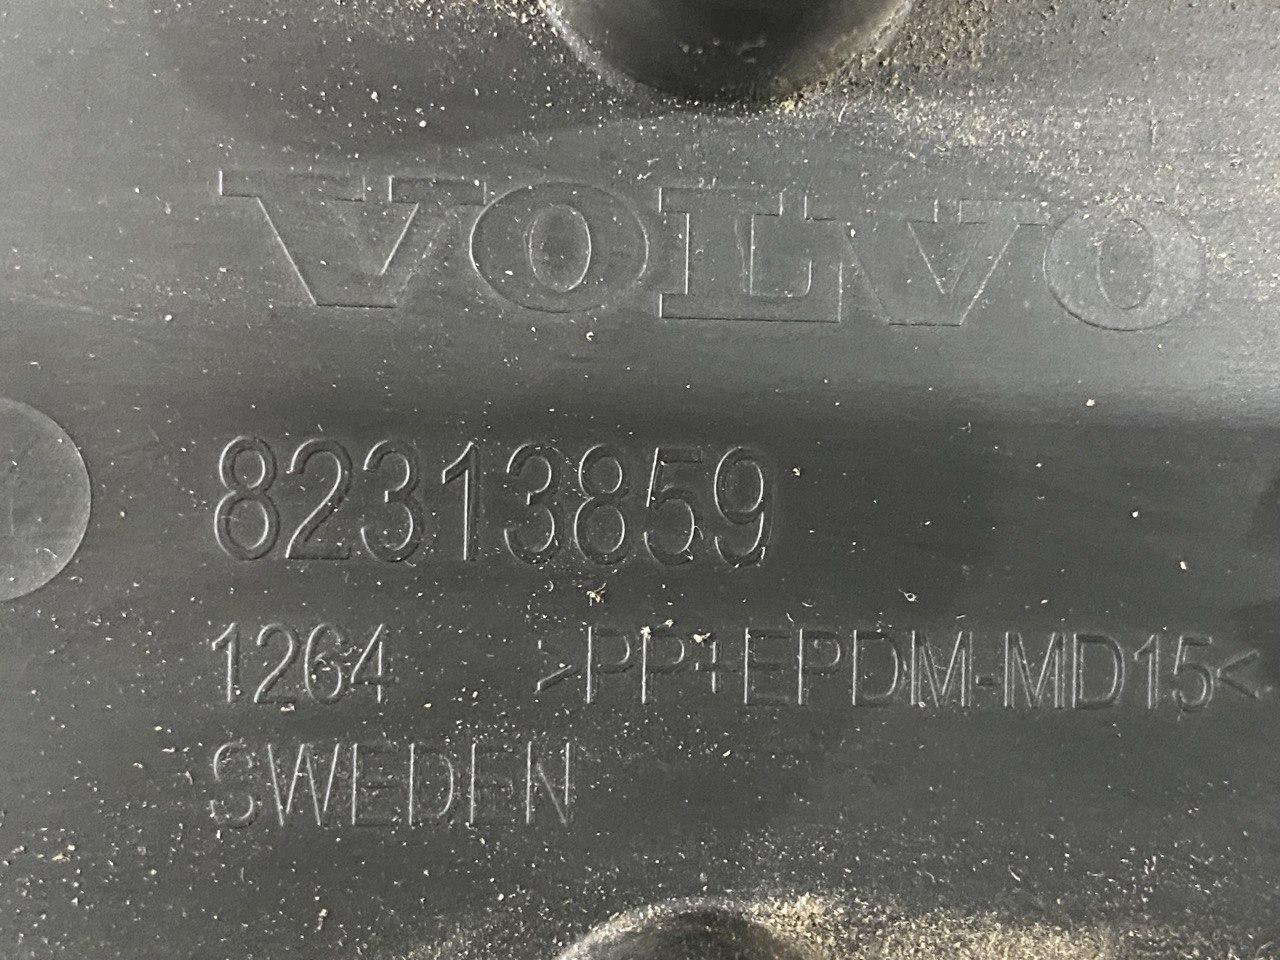 VOLVO
82313859
1264 >PP+EPDM-MD15<
SWEDEN